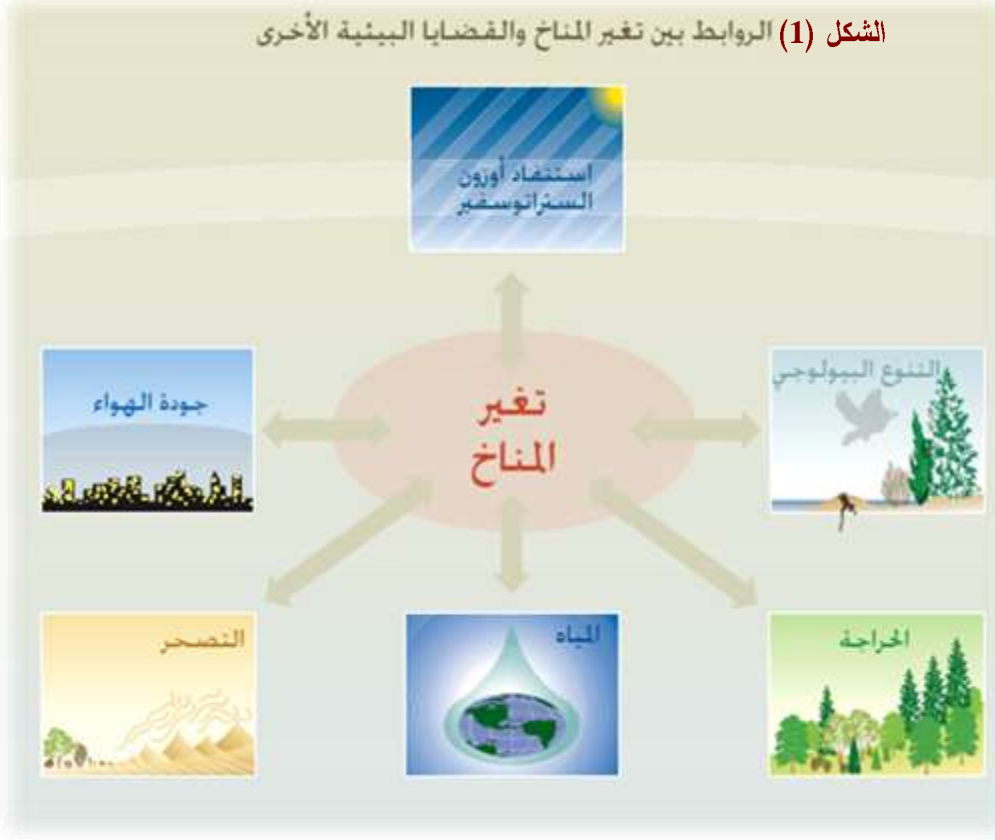 الشكل (1) الروابط بين تغير المناخ والقضايا البيئية الأخرى
استنفاد أوزون
الستراتوسفير
التنوع البيولوجي
جودة الهواء
تغير
المناخ
الحراجة
المياه
التصحر